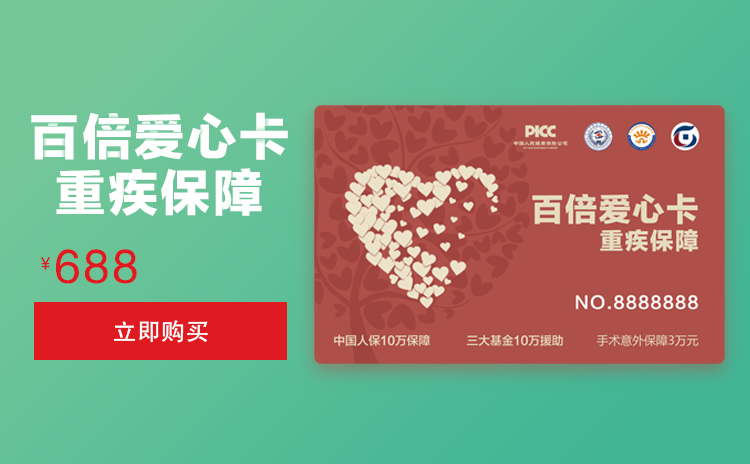 百倍爱心卡
重疾保障
¥688
立即购买
PICC
百倍爱心卡
重疾保障
NO.8888888
中国人保10万保障
三大基金10万援助
手术意外保障3万元